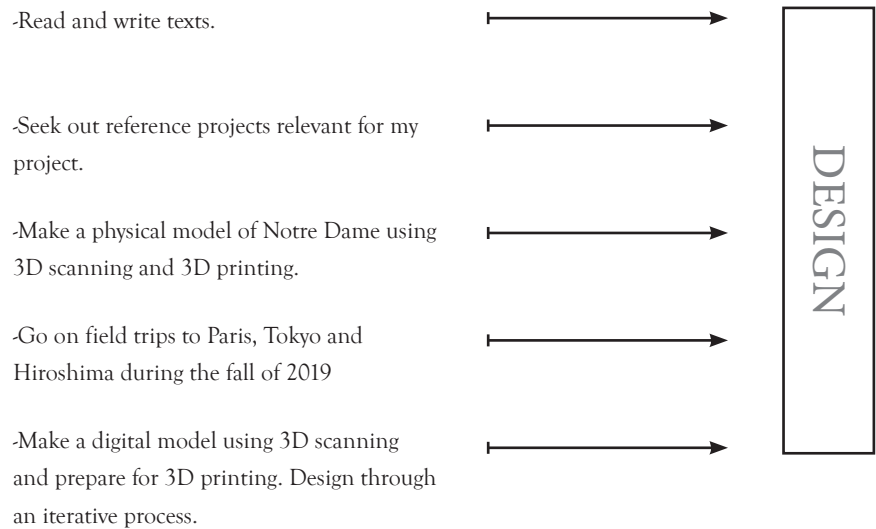 -Read and write texts.
-Seek out reference projects relevant for my
project.
-Make a physical model of Notre Dame using
3D scanning and 3D printing.
-Go on field trips to Paris, Tokyo and
Hiroshima during the fall of 2019
-Make a digital model using 3D scanning
and prepare for 3D printing. Design through
an iterative process.
DESIGN